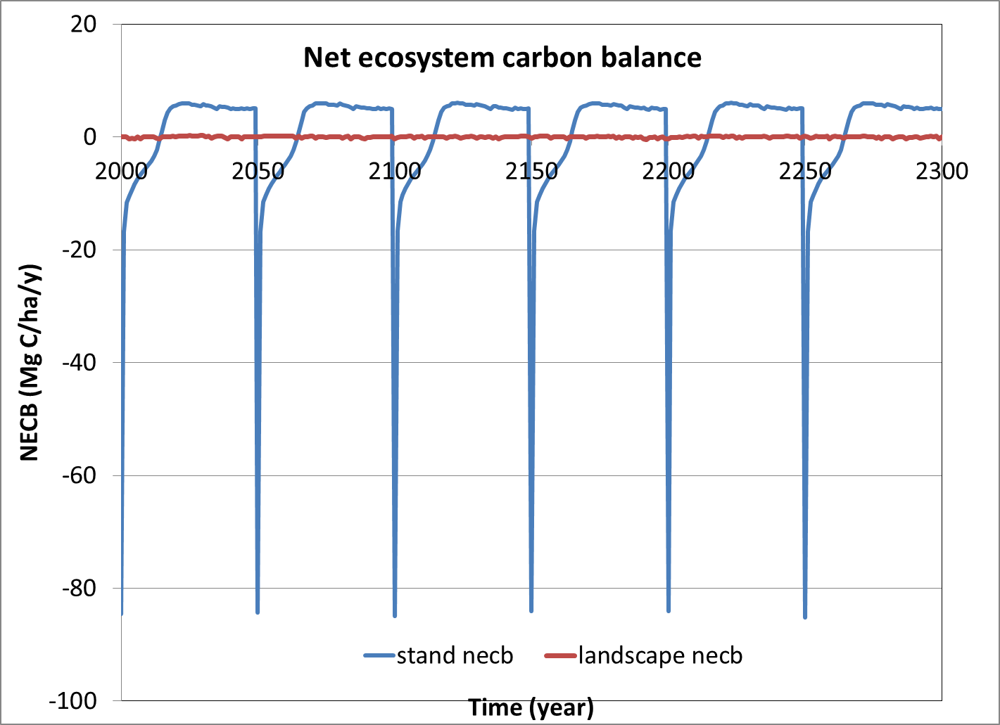 Net ecosystem carbon balance
20
0
-20
-40
-60
-80
-100
2000 2050 2100 2150 2200 2250 2300
NECB (Mg C/ha/y)
stand necb landscape necb
Time (year)